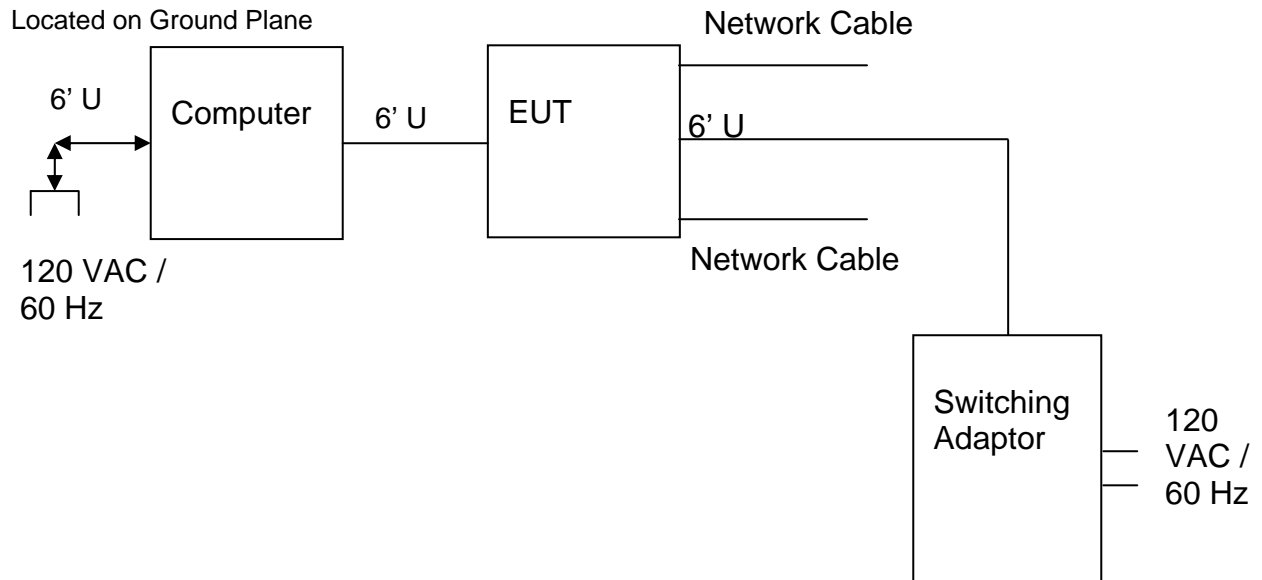 Located on Ground Plane
Network Cable
6’ U
Computer
6’ U
EUT
6’ U
Network Cable
120 VAC /
60 Hz
Switching
Adaptor
120
VAC /
60 Hz